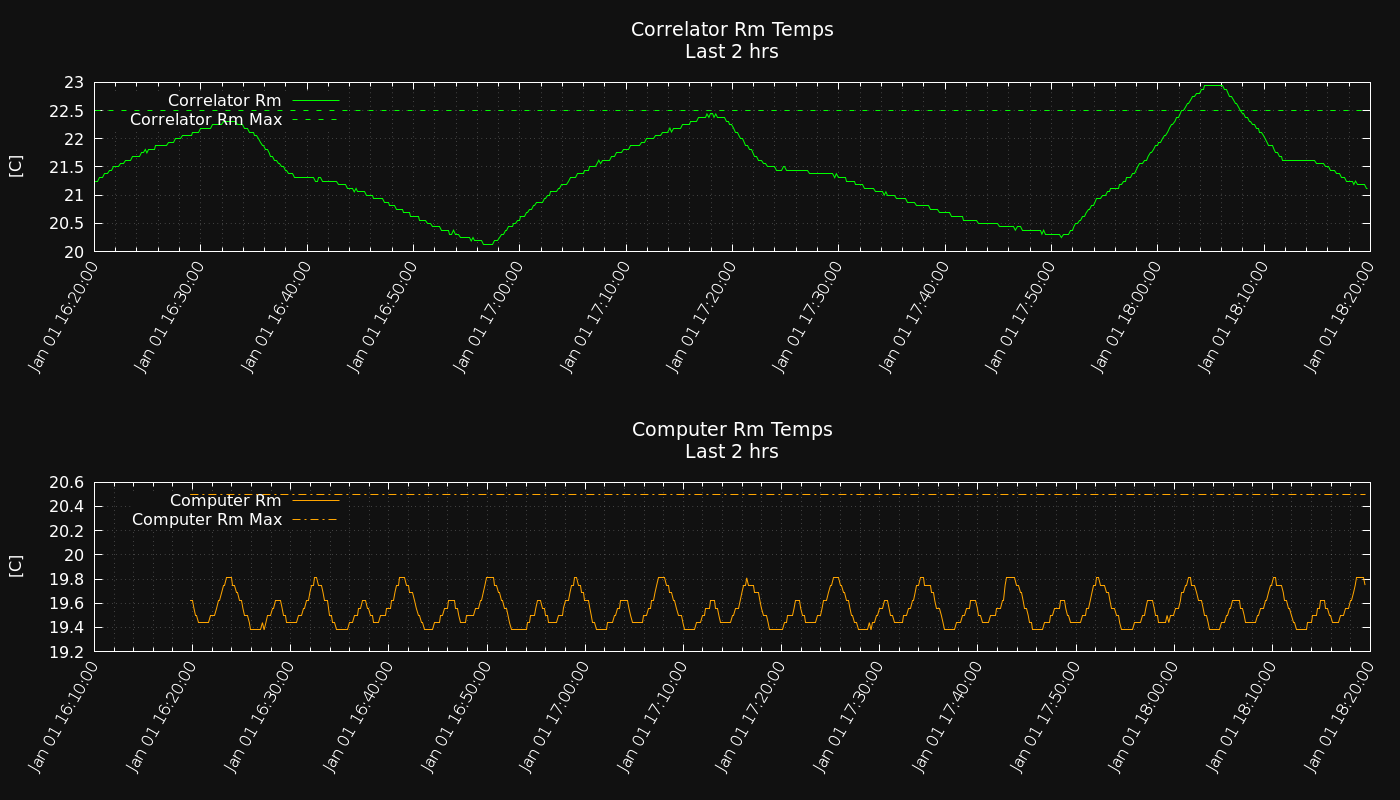 Correlator Rm Temps
Last 2 hrs
23
22.5
22
21.5
21
20.5
20
[C]
Correlator Rm
Correlator Rm Max
Jan 01 16:20:00
Jan 01 16:30:00
Jan 01 16:40:00
Jan 01 16:50:00
Jan 01 17:00:00
Jan 01 17:10:00
Jan 01 17:20:00
Jan 01 17:30:00
Jan 01 17:40:00
Jan 01 17:50:00
Jan 01 18:00:00
Jan 01 18:10:00
Jan 01 18:20:00
Computer Rm Temps
Last 2 hrs
20.6
20.4
20.2
20
19.8
19.6
19.4
19.2
[C]
Computer Rm
Computer Rm Max
Jan 01 16:10:00
Jan 01 16:20:00
Jan 01 16:30:00
Jan 01 16:40:00
Jan 01 16:50:00
Jan 01 17:00:00
Jan 01 17:10:00
Jan 01 17:20:00
Jan 01 17:30:00
Jan 01 17:40:00
Jan 01 17:50:00
Jan 01 18:00:00
Jan 01 18:10:00
Jan 01 18:20:00